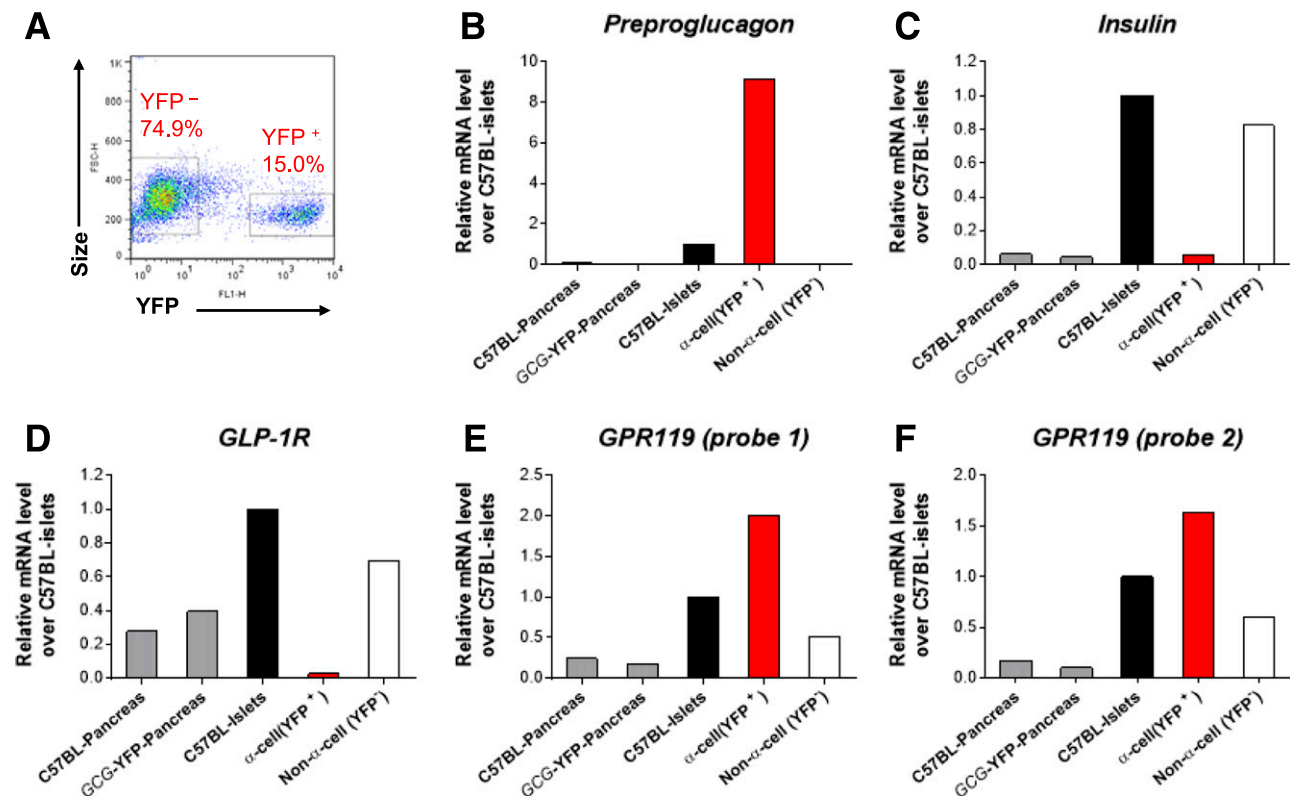 A
1K
800
600
400
200
0
FSC-H
Size
YFP –
74.9%
YFP +
15.0%
10⁰ 10¹ 10² 10³ 10⁴
FL1-H
YFP
B
Preproglucagon
Relative mRNA level
over C57BL-islets
10
8
6
4
2
0
C57BL-Pancreas
GCG-YFP-Pancreas
C57BL-Islets
α-cell(YFP⁺)
Non-α-cell (YFP⁻)
C
Insulin
Relative mRNA level
over C57BL-islets
1.2
1.0
0.8
0.6
0.4
0.2
0.0
C57BL-Pancreas
GCG-YFP-Pancreas
C57BL-Islets
α-cell(YFP⁺)
Non-α-cell (YFP⁻)
D
GLP-1R
Relative mRNA level
over C57BL-islets
1.2
1.0
0.8
0.6
0.4
0.2
0.0
C57BL-Pancreas
GCG-YFP-Pancreas
C57BL-Islets
α-cell(YFP⁺)
Non-α-cell (YFP⁻)
E
GPR119 (probe 1)
Relative mRNA level
over C57BL-islets
2.5
2.0
1.5
1.0
0.5
0.0
C57BL-Pancreas
GCG-YFP-Pancreas
C57BL-Islets
α-cell(YFP⁺)
Non-α-cell (YFP⁻)
F
GPR119 (probe 2)
Relative mRNA level
over C57BL-islets
2.0
1.5
1.0
0.5
0.0
C57BL-Pancreas
GCG-YFP-Pancreas
C57BL-Islets
α-cell(YFP⁺)
Non-α-cell (YFP⁻)